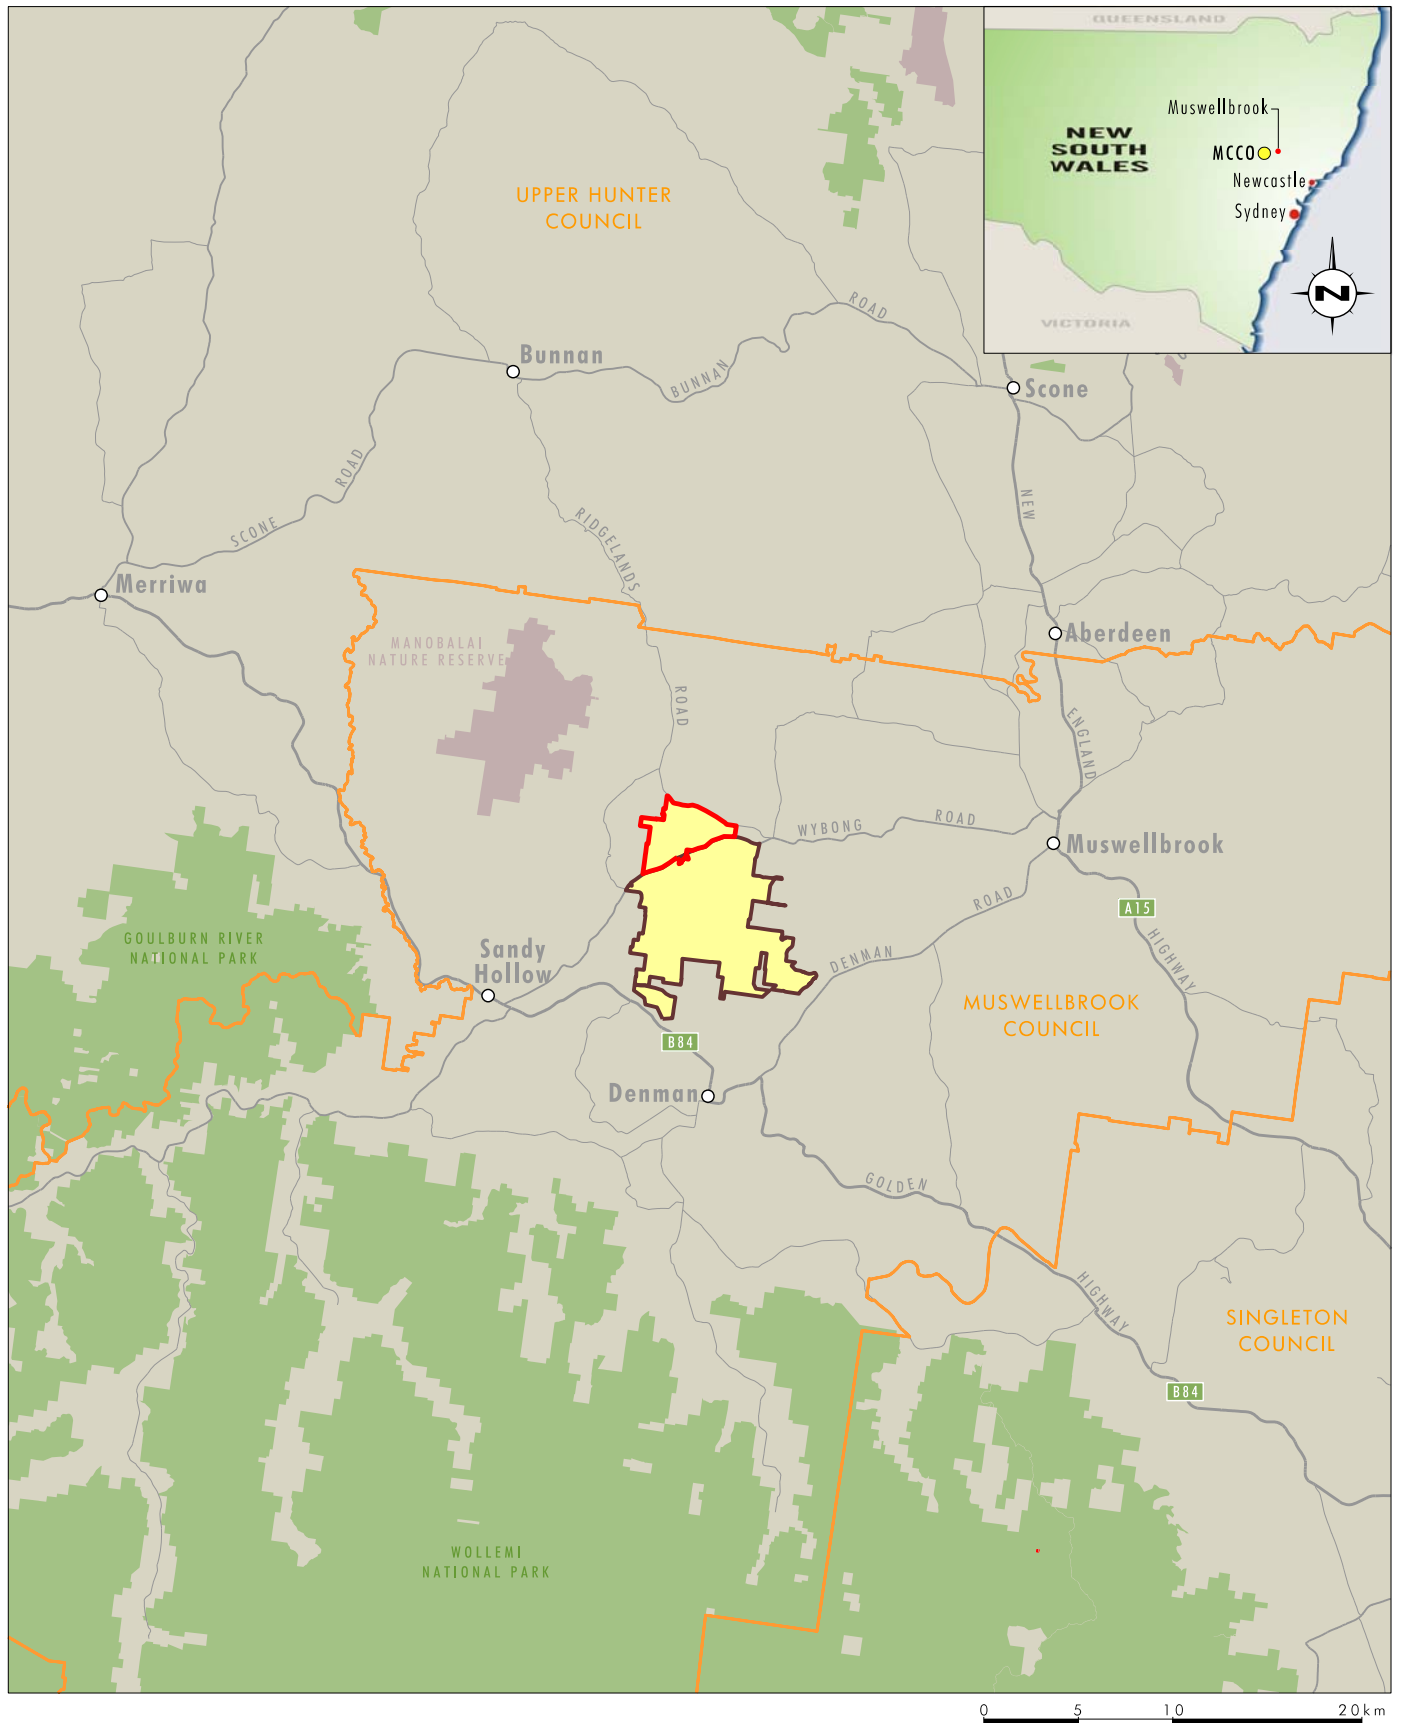 QUEENSLAND
Muswellbrook
NEW
SOUTH
WALES
MCCO
Newcastle
Sydney
N
VICTORIA
UPPER HUNTER
COUNCIL
ROAD
Bunnan
BUNNAN
Scone
ROAD
NEW
SCONE
RIDGELANDS
Merriwa
Aberdeen
MANOBALAI
NATURE RESERVE
ROAD
ENGLAND
WYBONG
ROAD
Muswellbrook
ROAD
A15
GOULBURN RIVER
NATIONAL PARK
Sandy
Hollow
DENMAN
HIGHWAY
MUSWELLBROOK
COUNCIL
B84
Denman
GOLDEN
HIGHWAY
SINGLETON
COUNCIL
B84
WOLLEMI
NATIONAL PARK
0 5 10 20km